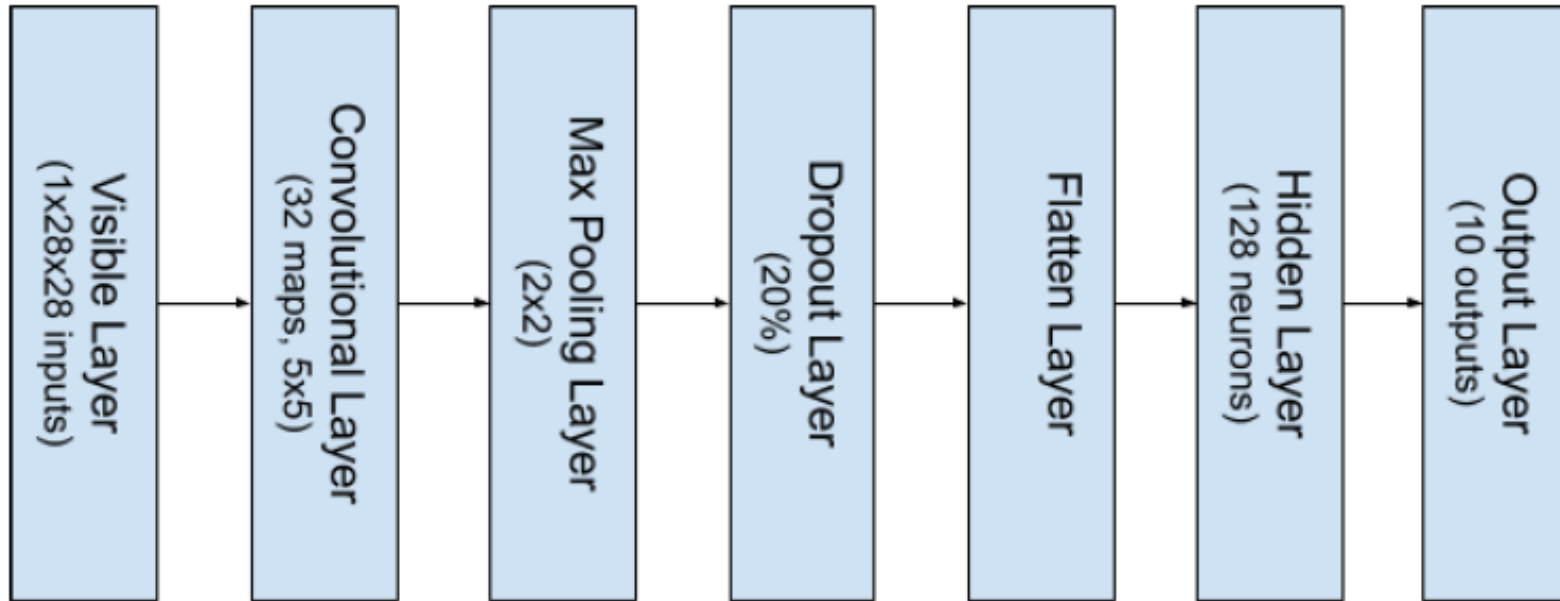 Visible Layer
(1x28x28 inputs)
Convolutional Layer
(32 maps, 5x5)
Max Pooling Layer
(2x2)
Dropout Layer
(20%)
Flatten Layer
Hidden Layer
(128 neurons)
Output Layer
(10 outputs)